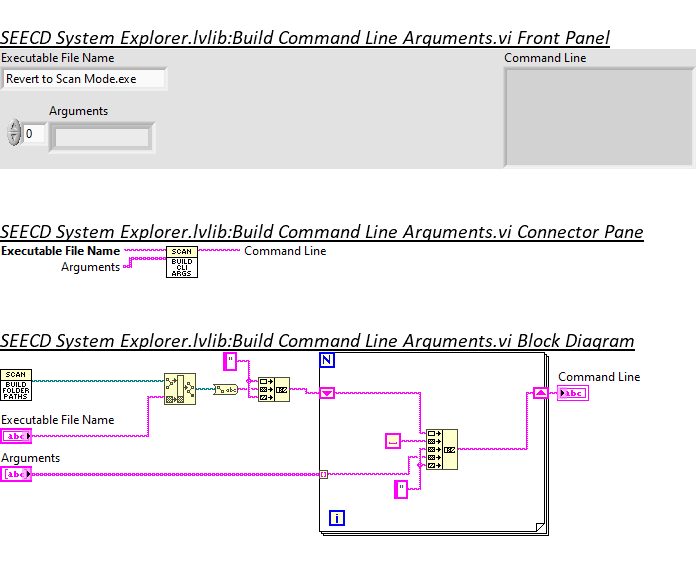 SEECD System Explorer.lvlib:Build Command Line Arguments.vi Front Panel
Executable File Name
Command Line
Revert to Scan Mode.exe
Arguments
0
SEECD System Explorer.lvlib:Build Command Line Arguments.vi Connector Pane
Executable File Name
Command Line
Arguments
SCAN
BUILD
CLI
ARGS
SEECD System Explorer.lvlib:Build Command Line Arguments.vi Block Diagram
N
"
SCAN
BUILD
FOLDER
PATHS
abc
Command Line
abc
Executable File Name
abc
Arguments
abc
"
i